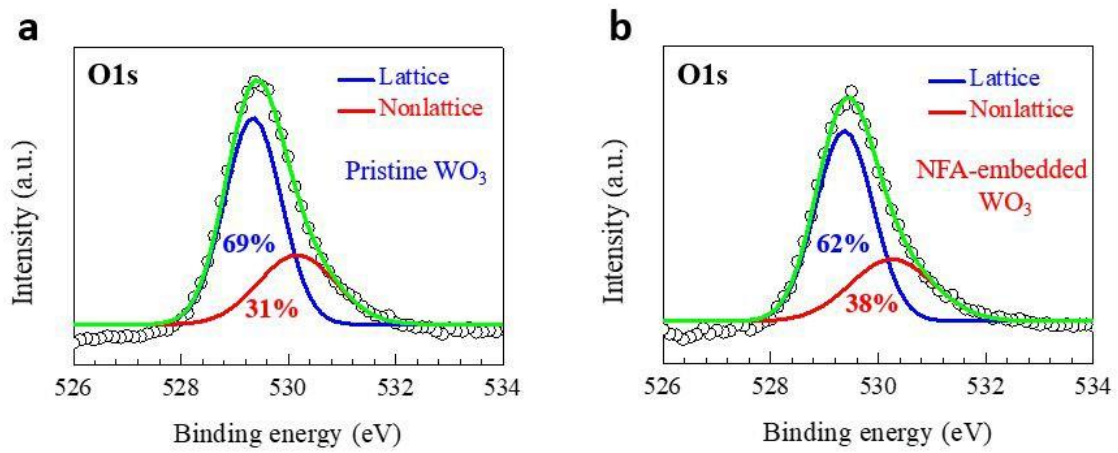 a
O1s
Lattice
Nonlattice
Pristine WO₃
69%
31%
Intensity (a.u.)
526 528 530 532 534
Binding energy (eV)
b
O1s
Lattice
Nonlattice
NFA-embedded
WO₃
62%
38%
Intensity (a.u.)
526 528 530 532 534
Binding energy (eV)